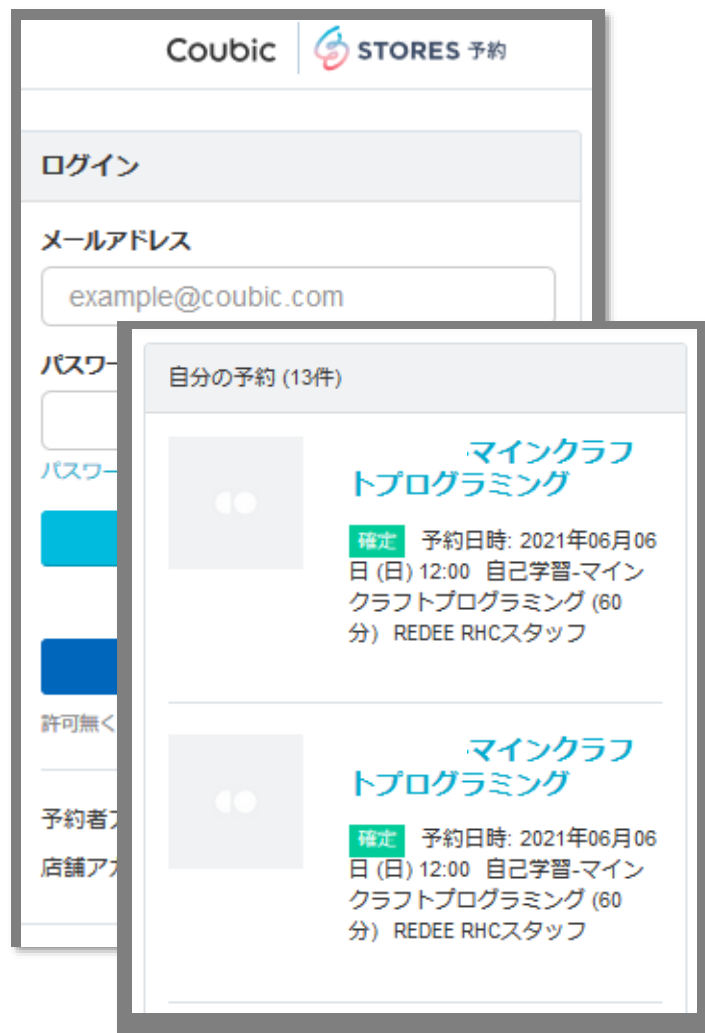 Coubic STORES 予約
ログイン
メールアドレス
example@coubic.com
パスワー
パスワー
許可無く
予約者
店舗ア
自分の予約 (13件)
マインクラフ
トプログラミング
確定 予約日時: 2021年06月06
日 (日) 12:00 自己学習-マイン
クラフトプログラミング (60
分) REDEE RHCスタッフ
マインクラフ
トプログラミング
確定 予約日時: 2021年06月06
日 (日) 12:00 自己学習-マイン
クラフトプログラミング (60
分) REDEE RHCスタッフ